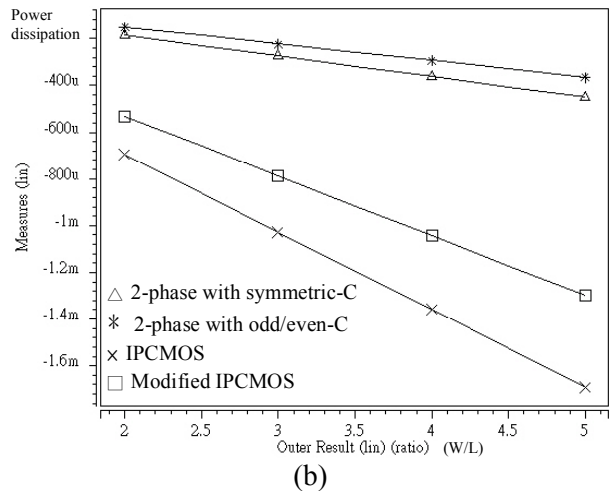 Power
dissipation
-400u
-600u
-800u
-1m
-1.2m
-1.4m
-1.6m
Measures (lin)
2-phase with symmetric-C
2-phase with odd/even-C
IPCMOS
Modified IPCMOS
2 2.5 3 3.5 4 4.5 5
Outer Result (lin) (ratio) (W/L)
(b)